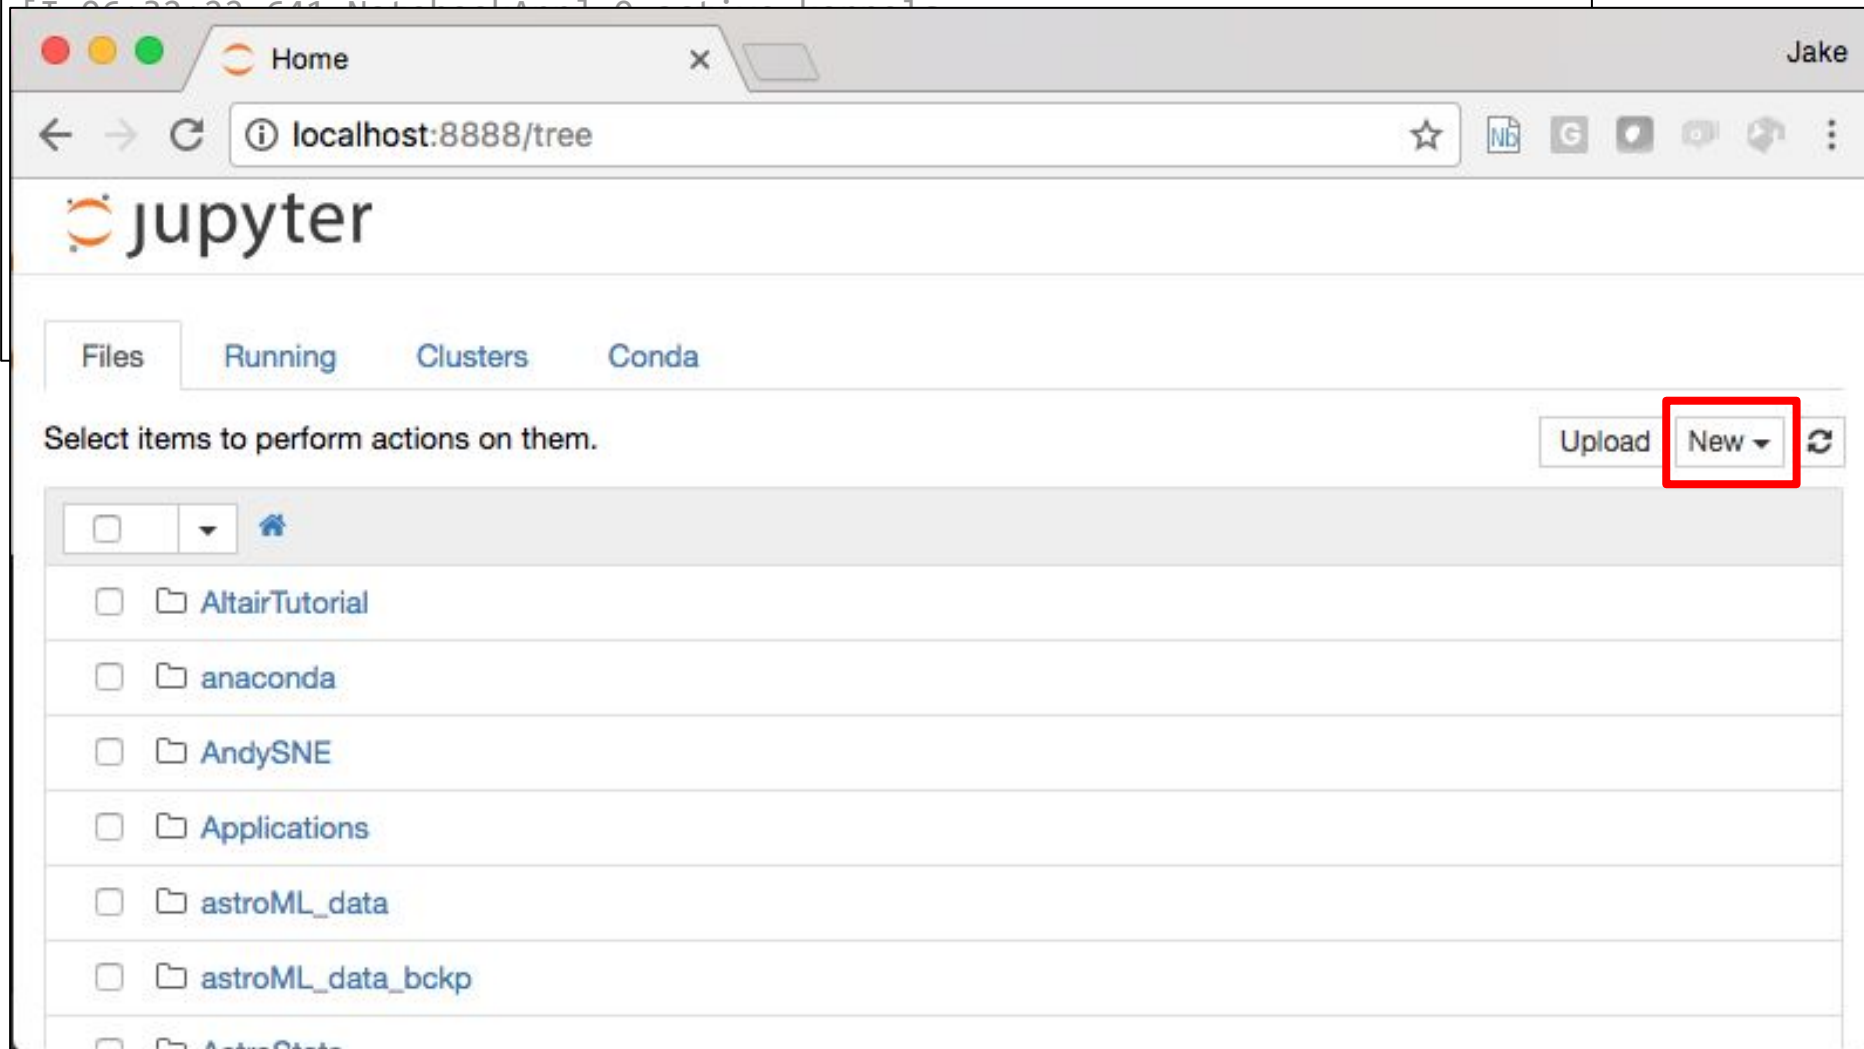 Home
Jake
localhost:8888/tree
Nb
G
jupyter
Files Running Clusters Conda
Select items to perform actions on them.
Upload New
AltairTutorial
anaconda
AndySNE
Applications
astroML_data
astroML_data_bckp